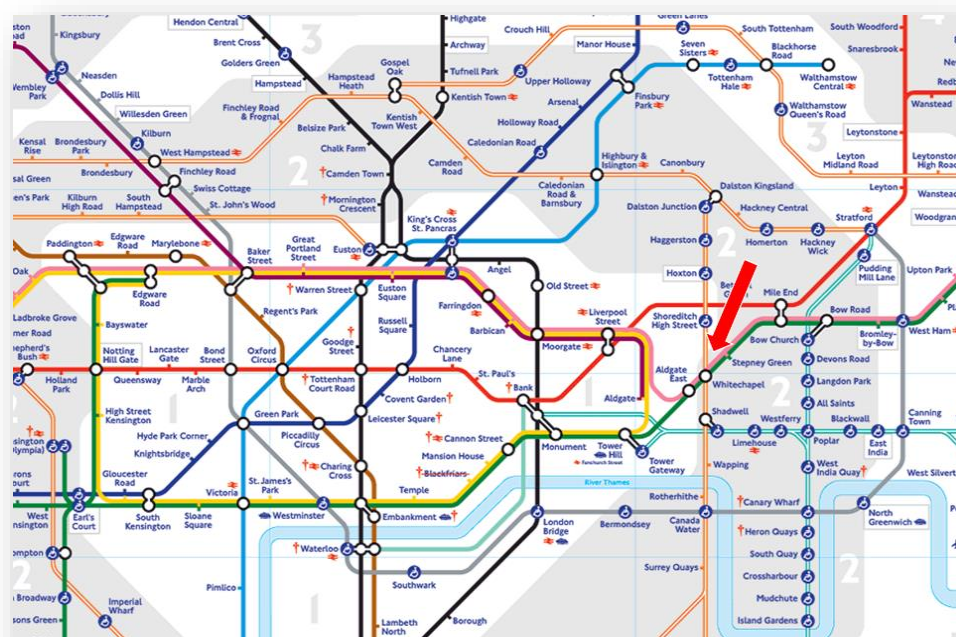 Kingsbury
Hendon Central
Highgate
Crouch Hill
Green Lanes
South Tottenham
South Woodford
Snaresbrook
Brent Cross
Golders Green
Archway
Manor House
Seven
Sisters
Blackhorse
Road
Wembley
Park
Neasden
Dollis Hill
Willesden Green
Hampstead
Hampstead
Heath
Gospel
Oak
Tufnell Park
Kentish Town
Upper Holloway
Finsbury
Park
Tottenham
Hale
Walthamstow
Central
Wanstead
Kilburn
Finchley Road
& Frognal
Belsize Park
Kentish
Town West
Arsenal
Holloway Road
Walthamstow
Queen's Road
Leytonstone
Kensal
Rise
Brondesbury
Park
West Hampstead
Chalk Farm
Caledonian Road
Highbury &
Islington
Canonbury
Leyton
Midland Road
Leytonstone
High Road
Brondesbury
Finchley Road
Swiss Cottage
Camden Town
Camden
Road
Leyton
Kilburn
High Road
South
Hampstead
St. John's Wood
Mornington
Crescent
Caledonian
Road &
Barnsbury
Dalston Kingsland
Dalston Junction
Hackney Central
Stratford
King's Cross
St. Pancras
Paddington
Edgware
Road
Marylebone
Baker
Street
Great
Portland
Street
Euston
Haggerston
Homerton
Hackney
Wick
Pudding
Mill Lane
Upton Park
Edgware
Road
Warren Street
Euston
Square
Angel
Old Street
Hoxton
Mile End
Bow Road
Farringdon
Barbican
Liverpool
Street
Shoreditch
High Street
Bayswater
Regent's Park
Russell
Square
Goodge
Street
Moorgate
Bow Church
Bromley-
by-Bow
West Ham
Ladbroke Grove
Notting
Hill Gate
Lancaster
Gate
Bond
Street
Oxford
Circus
Chancery
Lane
St. Paul's
Aldgate
East
Stepney Green
Devons Road
Holland
Park
Queensway
Marble
Arch
Tottenham
Court Road
Holborn
Bank
Aldgate
Whitechapel
Langdon Park
High Street
Kensington
Green Park
Covent Garden
Leicester Square
Shadwell
All Saints
Hyde Park Corner
Knightsbridge
Piccadilly
Circus
Cannon Street
Mansion House
Monument
Tower
Hill
Fenchurch Street
Tower
Gateway
Limehouse
Westferry
Poplar
Blackwall
East
India
Canning
Town
Gloucester
Road
Victoria
St. James's
Park
Charing
Cross
Blackfriars
Temple
River Thames
Wapping
West
India Quay
Earl's
Court
South
Kensington
Sloane
Square
Westminster
Embankment
Rotherhithe
Canary Wharf
North
Greenwich
Waterloo
London
Bridge
Bermondsey
Canada
Water
Heron Quays
Southwark
Surrey Quays
South Quay
Crossharbour
Pimlico
Imperial
Wharf
Mudchute
Lambeth
North
Borough
Island Gardens
1
1
1
2
2
2
2
2
3
3